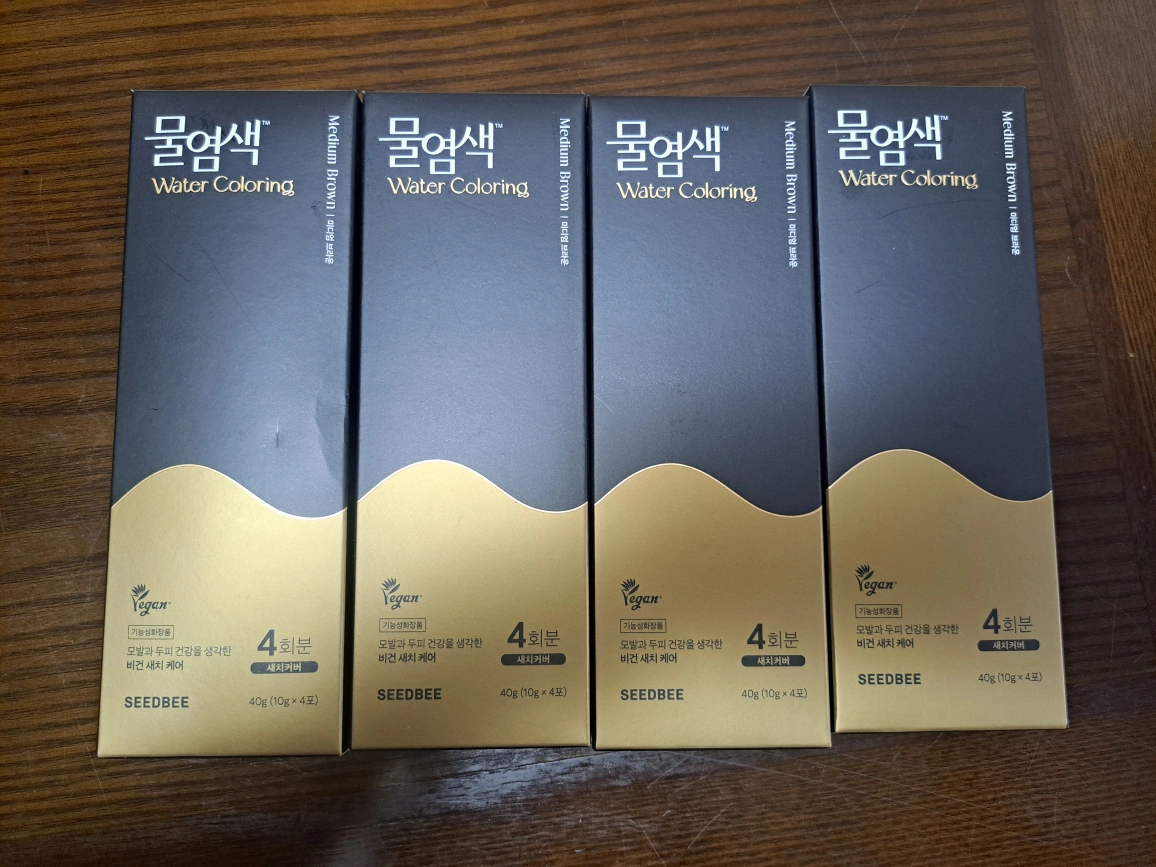 물염색™
Water Coloring
Medium Brown | 미디엄 브라운
Vegan
기능성화장품
모발과 두피 건강을 생각한
비건 새치 케어
4회분
새치커버
SEEDBEE
40g (10g × 4포)
물염색™
Water Coloring
Medium Brown | 미디엄 브라운
Vegan
기능성화장품
모발과 두피 건강을 생각한
비건 새치 케어
4회분
새치커버
SEEDBEE
40g (10g × 4포)
물염색™
Water Coloring
Medium Brown | 미디엄 브라운
Vegan
기능성화장품
모발과 두피 건강을 생각한
비건 새치 케어
4회분
새치커버
SEEDBEE
40g (10g × 4포)
물염색™
Water Coloring
Medium Brown | 미디엄 브라운
Vegan
기능성화장품
모발과 두피 건강을 생각한
비건 새치 케어
4회분
새치커버
SEEDBEE
40g (10g × 4포)